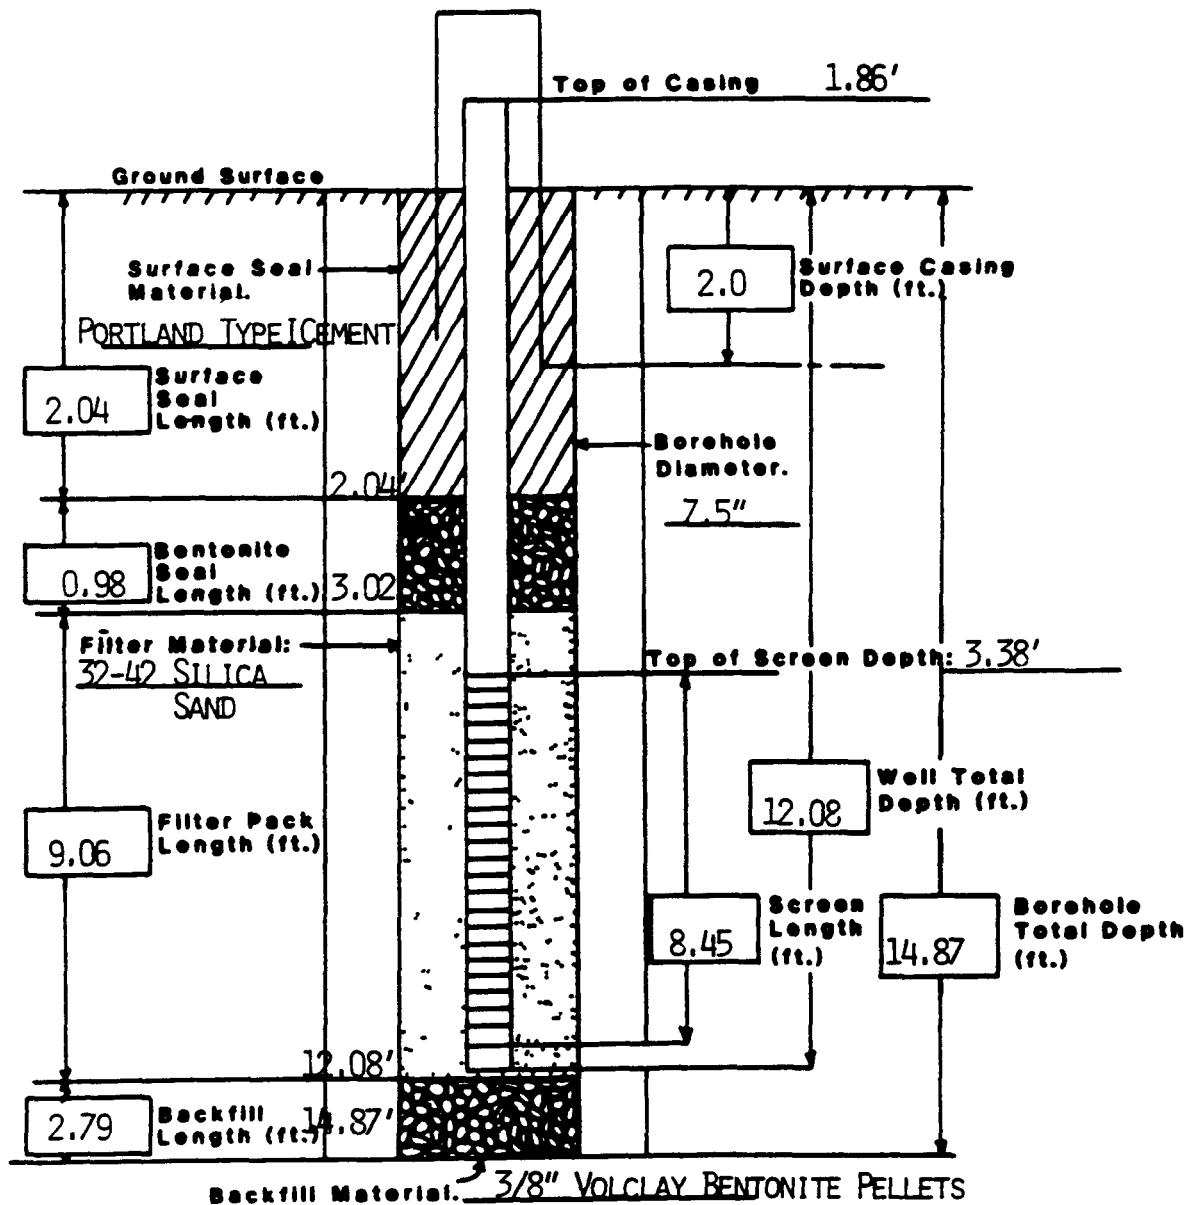 Top of Casing 1.86'
Ground Surface
Surface Seal
Material.
PORTLAND TYPE I CEMENT
2.0
Surface Casing
Depth (ft.)
2.04
Surface
Seal
Length (ft.)
Borehole
Diameter.
7.5"
2.04'
0.98
Bentonite
Seal
Length (ft.)
3.02
Filter Material:
32-42 SILICA
SAND
Top of Screen Depth: 3.38'
12.08
Well Total
Depth (ft.)
9.06
Filter Pack
Length (ft.)
8.45
Screen
Length
(ft.)
14.87
Borehole
Total Depth
(ft.)
12.08'
2.79
Backfill
Length (ft.)
14.87'
Backfill Material. 3/8" VOLCLAY BENTONITE PELLETS